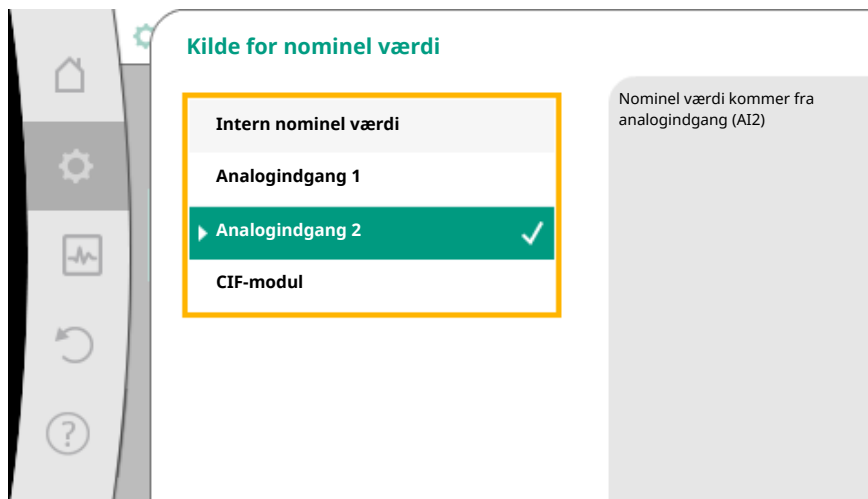 Kilde for nominel værdi
Intern nominel værdi
Analogindgang 1
Analogindgang 2
CIF-modul
Nominel værdi kommer fra
analogindgang (AI2)
?